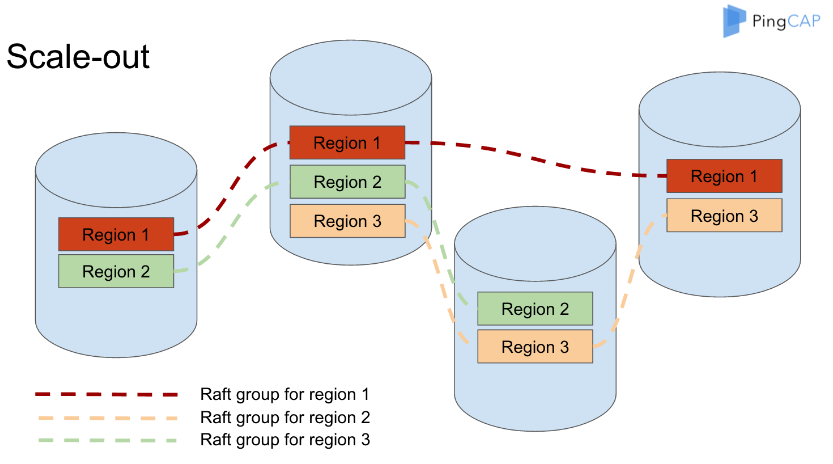 PingCAP
Scale-out
Region 1
Region 2
Region 1
Region 2
Region 3
Region 2
Region 3
Region 1
Region 3
Raft group for region 1
Raft group for region 2
Raft group for region 3